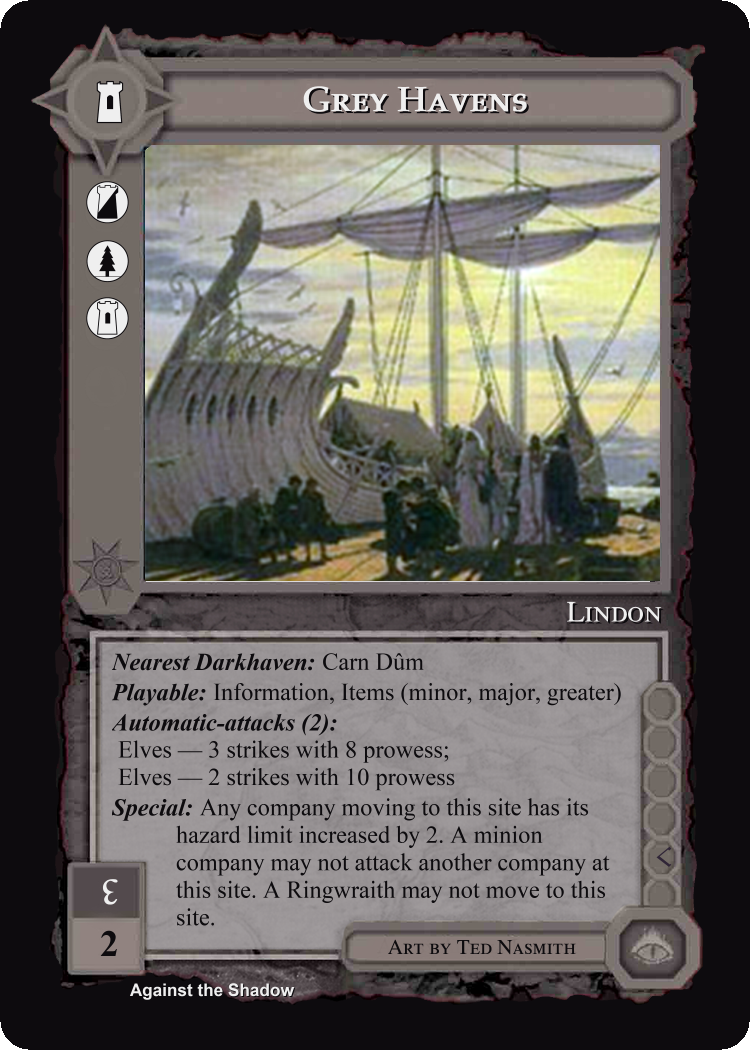 Grey Havens
Lindon
Nearest Darkhaven: Carn Dûm
Playable: Information, Items (minor, major, greater)
Automatic-attacks (2):
Elves — 3 strikes with 8 prowess;
Elves — 2 strikes with 10 prowess
Special: Any company moving to this site has its
hazard limit increased by 2. A minion
company may not attack another company at
this site. A Ringwraith may not move to this
site.
3
2
Art by Ted Nasmith
Against the Shadow